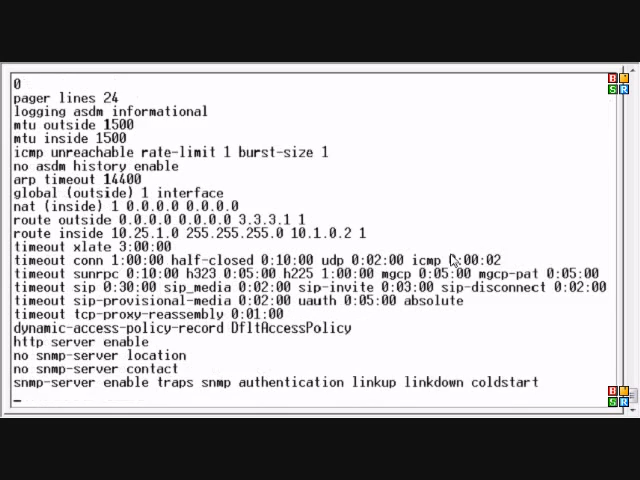 0
pager lines 24
logging asdm informational
mtu outside 1500
mtu inside 1500
icmp unreachable rate-limit 1 burst-size 1
no asdm history enable
arp timeout 14400
global (outside) 1 interface
nat (inside) 1 0.0.0.0 0.0.0.0
route outside 0.0.0.0 0.0.0.0 3.3.3.1 1
route inside 10.25.1.0 255.255.255.0 10.1.0.2 1
timeout xlate 3:00:00
timeout conn 1:00:00 half-closed 0:10:00 udp 0:02:00 icmp 0:00:02
timeout sunrpc 0:10:00 h323 0:05:00 h225 1:00:00 mgcp 0:05:00 mgcp-pat 0:05:00
timeout sip 0:30:00 sip_media 0:02:00 sip-invite 0:03:00 sip-disconnect 0:02:00
timeout sip-provisional-media 0:02:00 uauth 0:05:00 absolute
timeout tcp-proxy-reassembly 0:01:00
dynamic-access-policy-record DfltAccessPolicy
http server enable
no snmp-server location
no snmp-server contact
snmp-server enable traps snmp authentication linkup linkdown coldstart